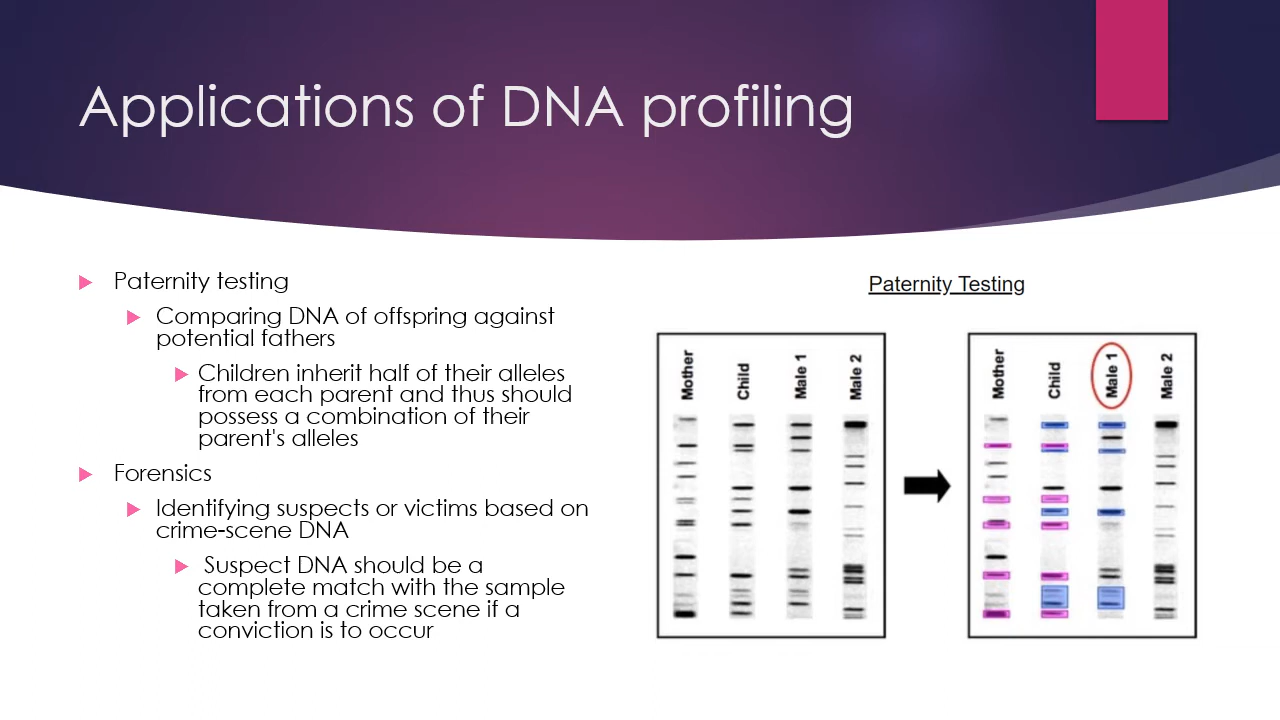 Applications of DNA profiling
Paternity testing
Comparing DNA of offspring against
potential fathers
Children inherit half of their alleles
from each parent and thus should
possess a combination of their
parent's alleles
Forensics
Identifying suspects or victims based on
crime-scene DNA
Suspect DNA should be a
complete match with the sample
taken from a crime scene if a
conviction is to occur
Paternity Testing
Mother
Child
Male 1
Male 2
Mother
Child
Male 1
Male 2